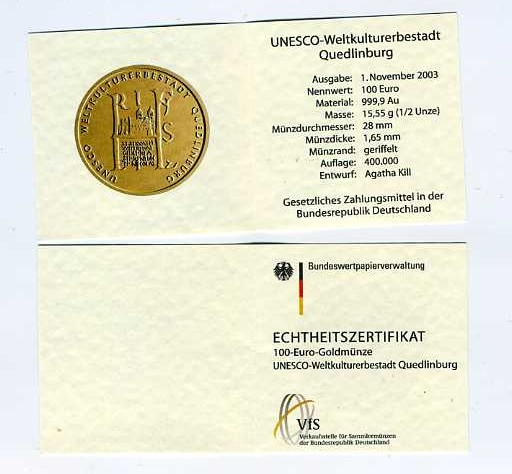 UNESCO WELTKULTURERBESTADT QUEDLINBURG
UNESCO-Weltkulturerbestadt
Quedlinburg
Ausgabe: 1. November 2003
Nennwert: 100 Euro
Material: 999,9 Au
Masse: 15,55 g (1/2 Unze)
Münzdurchmesser: 28 mm
Münzdicke: 1,65 mm
Münzrand: geriffelt
Auflage: 400.000
Entwurf: Agatha Kill
Gesetzliches Zahlungsmittel in der
Bundesrepublik Deutschland
Bundeswertpapierverwaltung
ECHTHEITSZERTIFIKAT
100-Euro-Goldmünze
UNESCO-Weltkulturerbestadt Quedlinburg
VfS
Verkaufsstelle für Sammlermünzen
der Bundesrepublik Deutschland